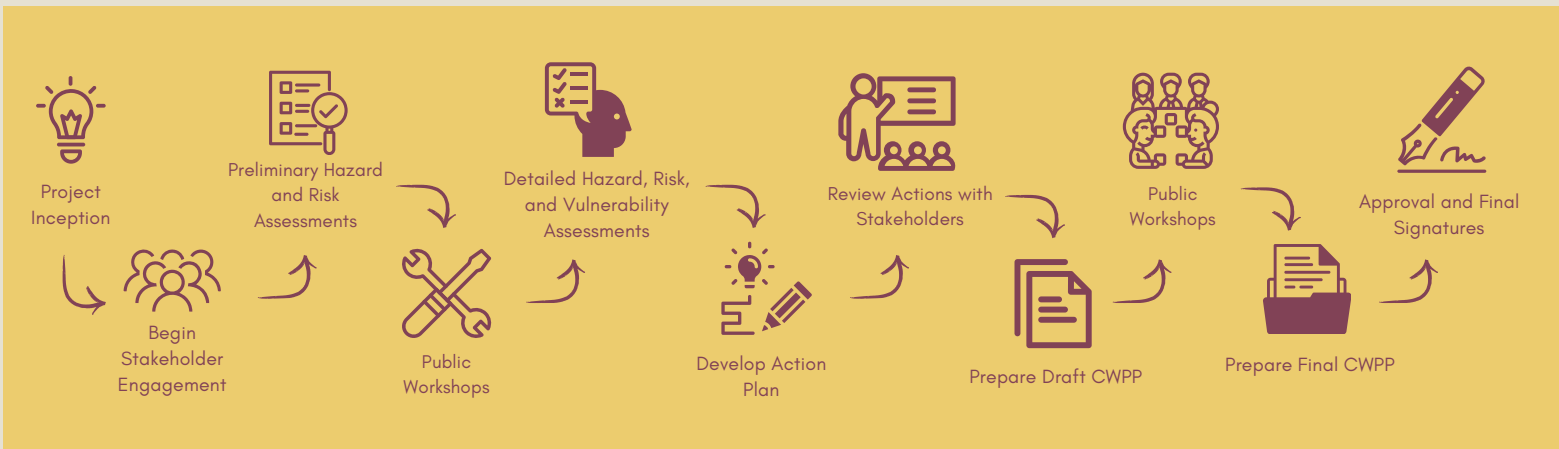 Project
Inception
Begin
Stakeholder
Engagement
Preliminary Hazard
and Risk
Assessments
Public
Workshops
Detailed Hazard, Risk,
and Vulnerability
Assessments
Develop Action
Plan
Review Actions with
Stakeholders
Prepare Draft CWPP
Public
Workshops
Prepare Final CWPP
Approval and Final
Signatures